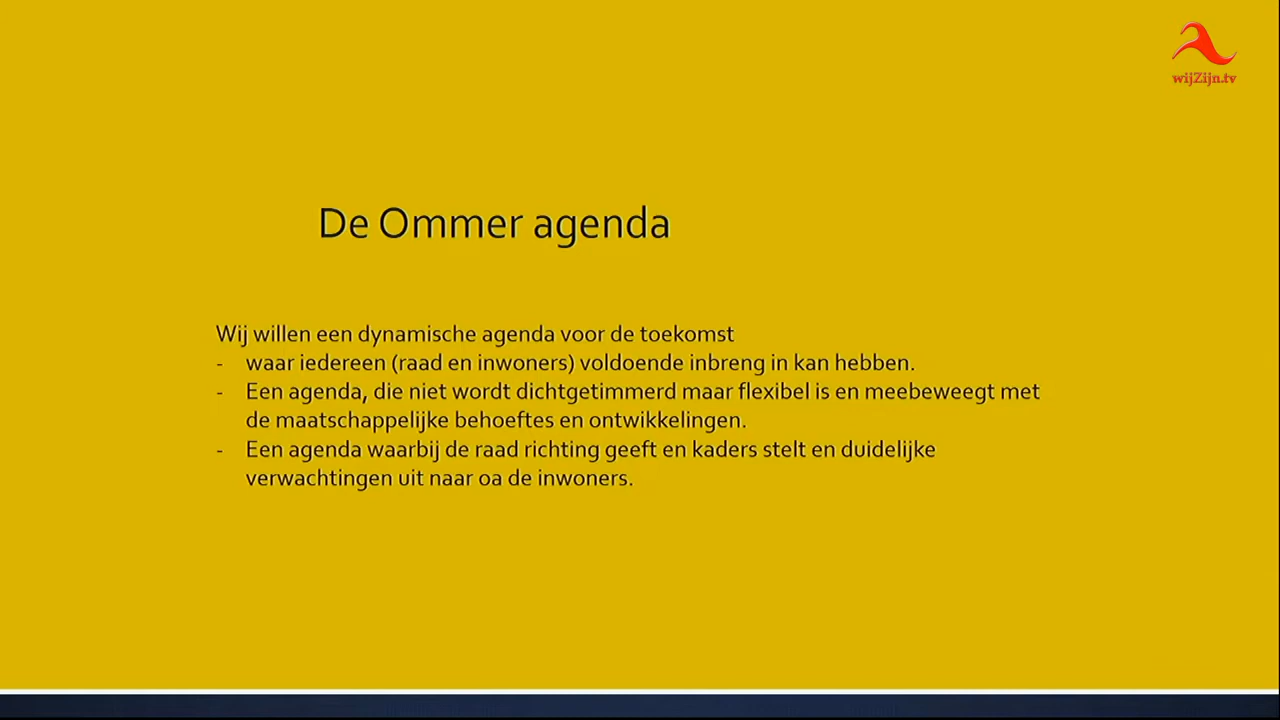 wijZijn.tv
De Ommer agenda
Wij willen een dynamische agenda voor de toekomst
- waar iedereen (raad en inwoners) voldoende inbreng in kan hebben.
- Een agenda, die niet wordt dichtgetimmerd maar flexibel is en meebeweegt met
de maatschappelijke behoeftes en ontwikkelingen.
- Een agenda waarbij de raad richting geeft en kaders stelt en duidelijke
verwachtingen uit naar oa de inwoners.